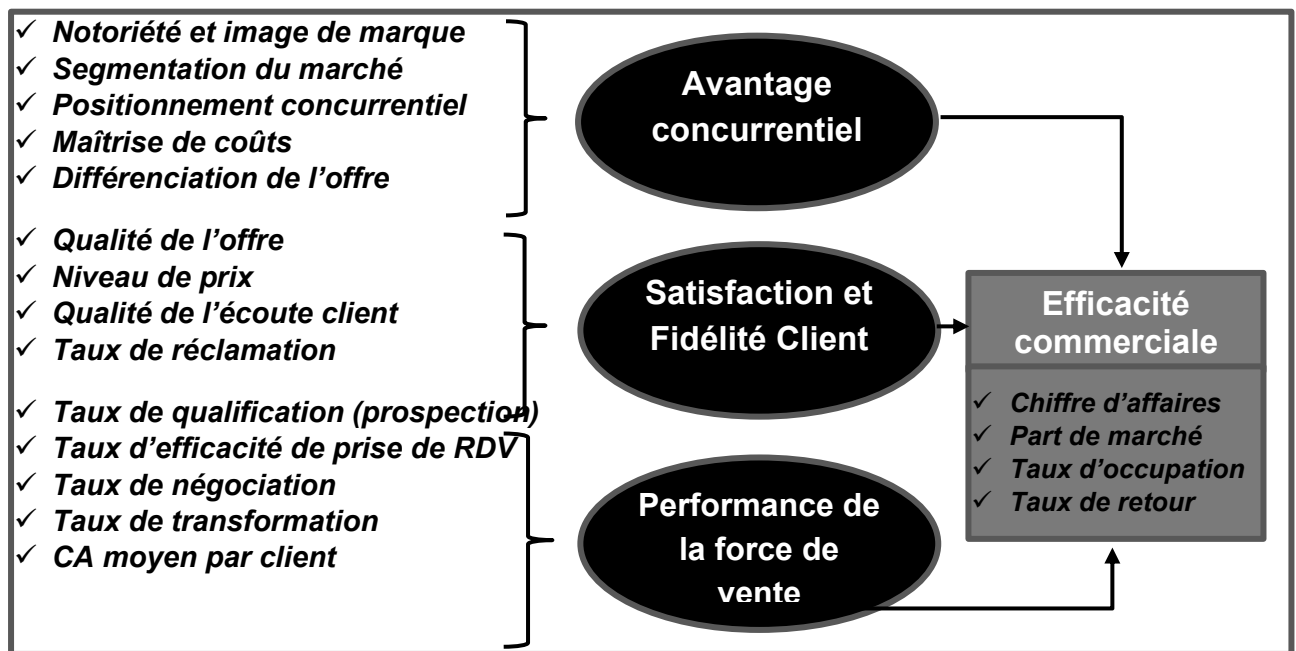 ✓ Notoriété et image de marque
✓ Segmentation du marché
✓ Positionnement concurrentiel
✓ Maîtrise de coûts
✓ Différenciation de l’offre
✓ Qualité de l’offre
✓ Niveau de prix
✓ Qualité de l’écoute client
✓ Taux de réclamation
✓ Taux de qualification (prospection)
✓ Taux d’efficacité de prise de RDV
✓ Taux de négociation
✓ Taux de transformation
✓ CA moyen par client
Avantage
concurrentiel
Satisfaction et
Fidélité Client
Performance de
la force de
vente
Efficacité
commerciale
✓ Chiffre d’affaires
✓ Part de marché
✓ Taux d’occupation
✓ Taux de retour